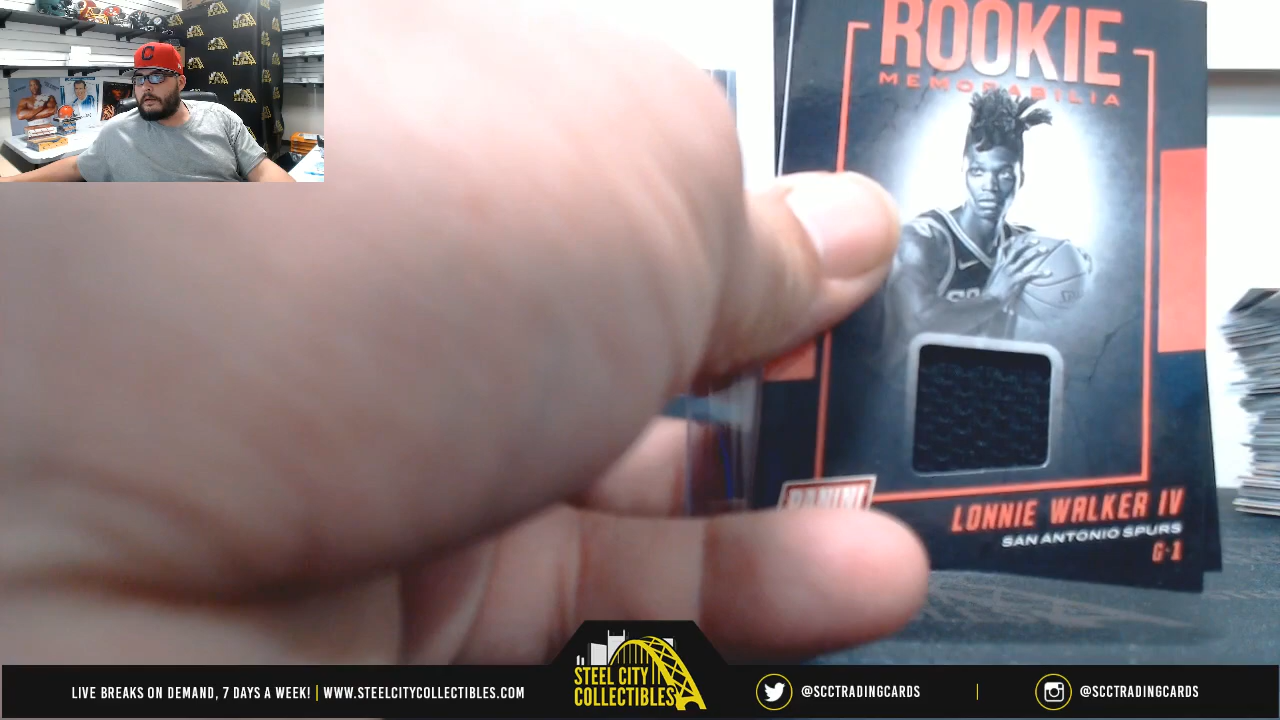 C
ROOKIE
MEMORABILIA
PANINI
LONNIE WALKER IV
SAN ANTONIO SPURS
G-1
STEEL CITY
COLLECTIBLES
LIVE BREAKS ON DEMAND, 7 DAYS A WEEK! | WWW.STEELCITYCOLLECTIBLES.COM
@SCCTRADINGCARDS | @SCCTRADINGCARDS